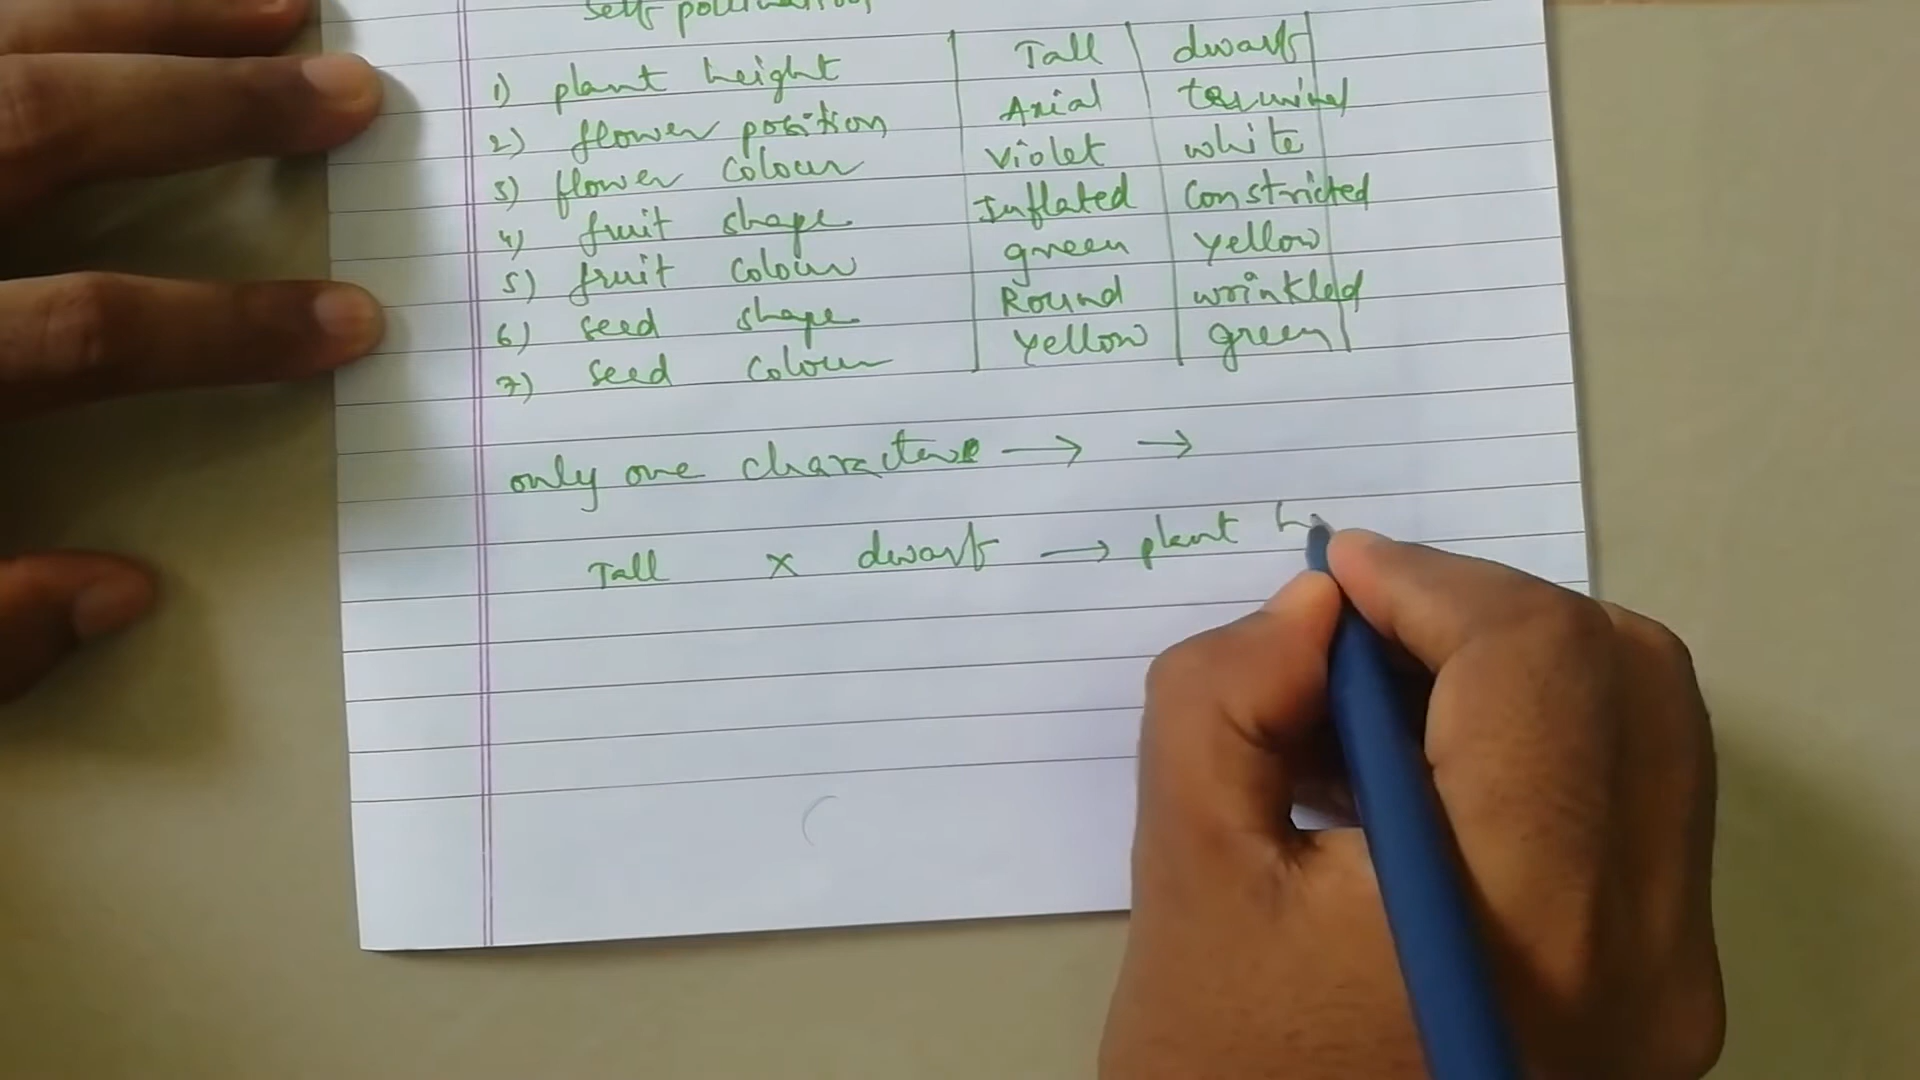 self pollination
1) plant height Tall dwarf
2) flower position Axial terminal
3) flower colour violet white
4) fruit shape Inflated Constricted
5) fruit colour green yellow
6) seed shape Round wrinkled
7) seed colour yellow green
only one character → →
Tall x dwarf → plant h